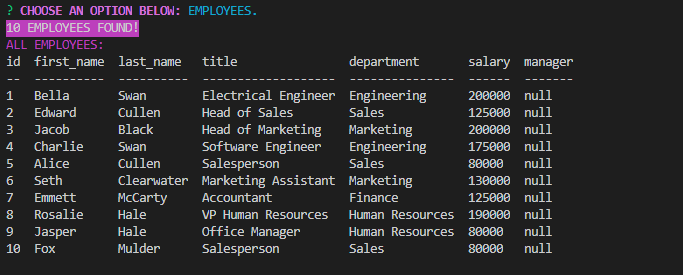 ? CHOOSE AN OPTION BELOW: EMPLOYEES.
10 EMPLOYEES FOUND!
ALL EMPLOYEES:
id  first_name  last_name   title                department       salary  manager
--  ----------  ----------  -------------------  ---------------  ------  -------
1   Bella       Swan        Electrical Engineer  Engineering      200000  null
2   Edward      Cullen      Head of Sales        Sales            125000  null
3   Jacob       Black       Head of Marketing    Marketing        200000  null
4   Charlie     Swan        Software Engineer    Engineering      175000  null
5   Alice       Cullen      Salesperson          Sales            80000   null
6   Seth        Clearwater  Marketing Assistant  Marketing        130000  null
7   Emmett      McCarty     Accountant           Finance          125000  null
8   Rosalie     Hale        VP Human Resources   Human Resources  190000  null
9   Jasper      Hale        Office Manager       Human Resources  80000   null
10  Fox         Mulder      Salesperson          Sales            80000   null